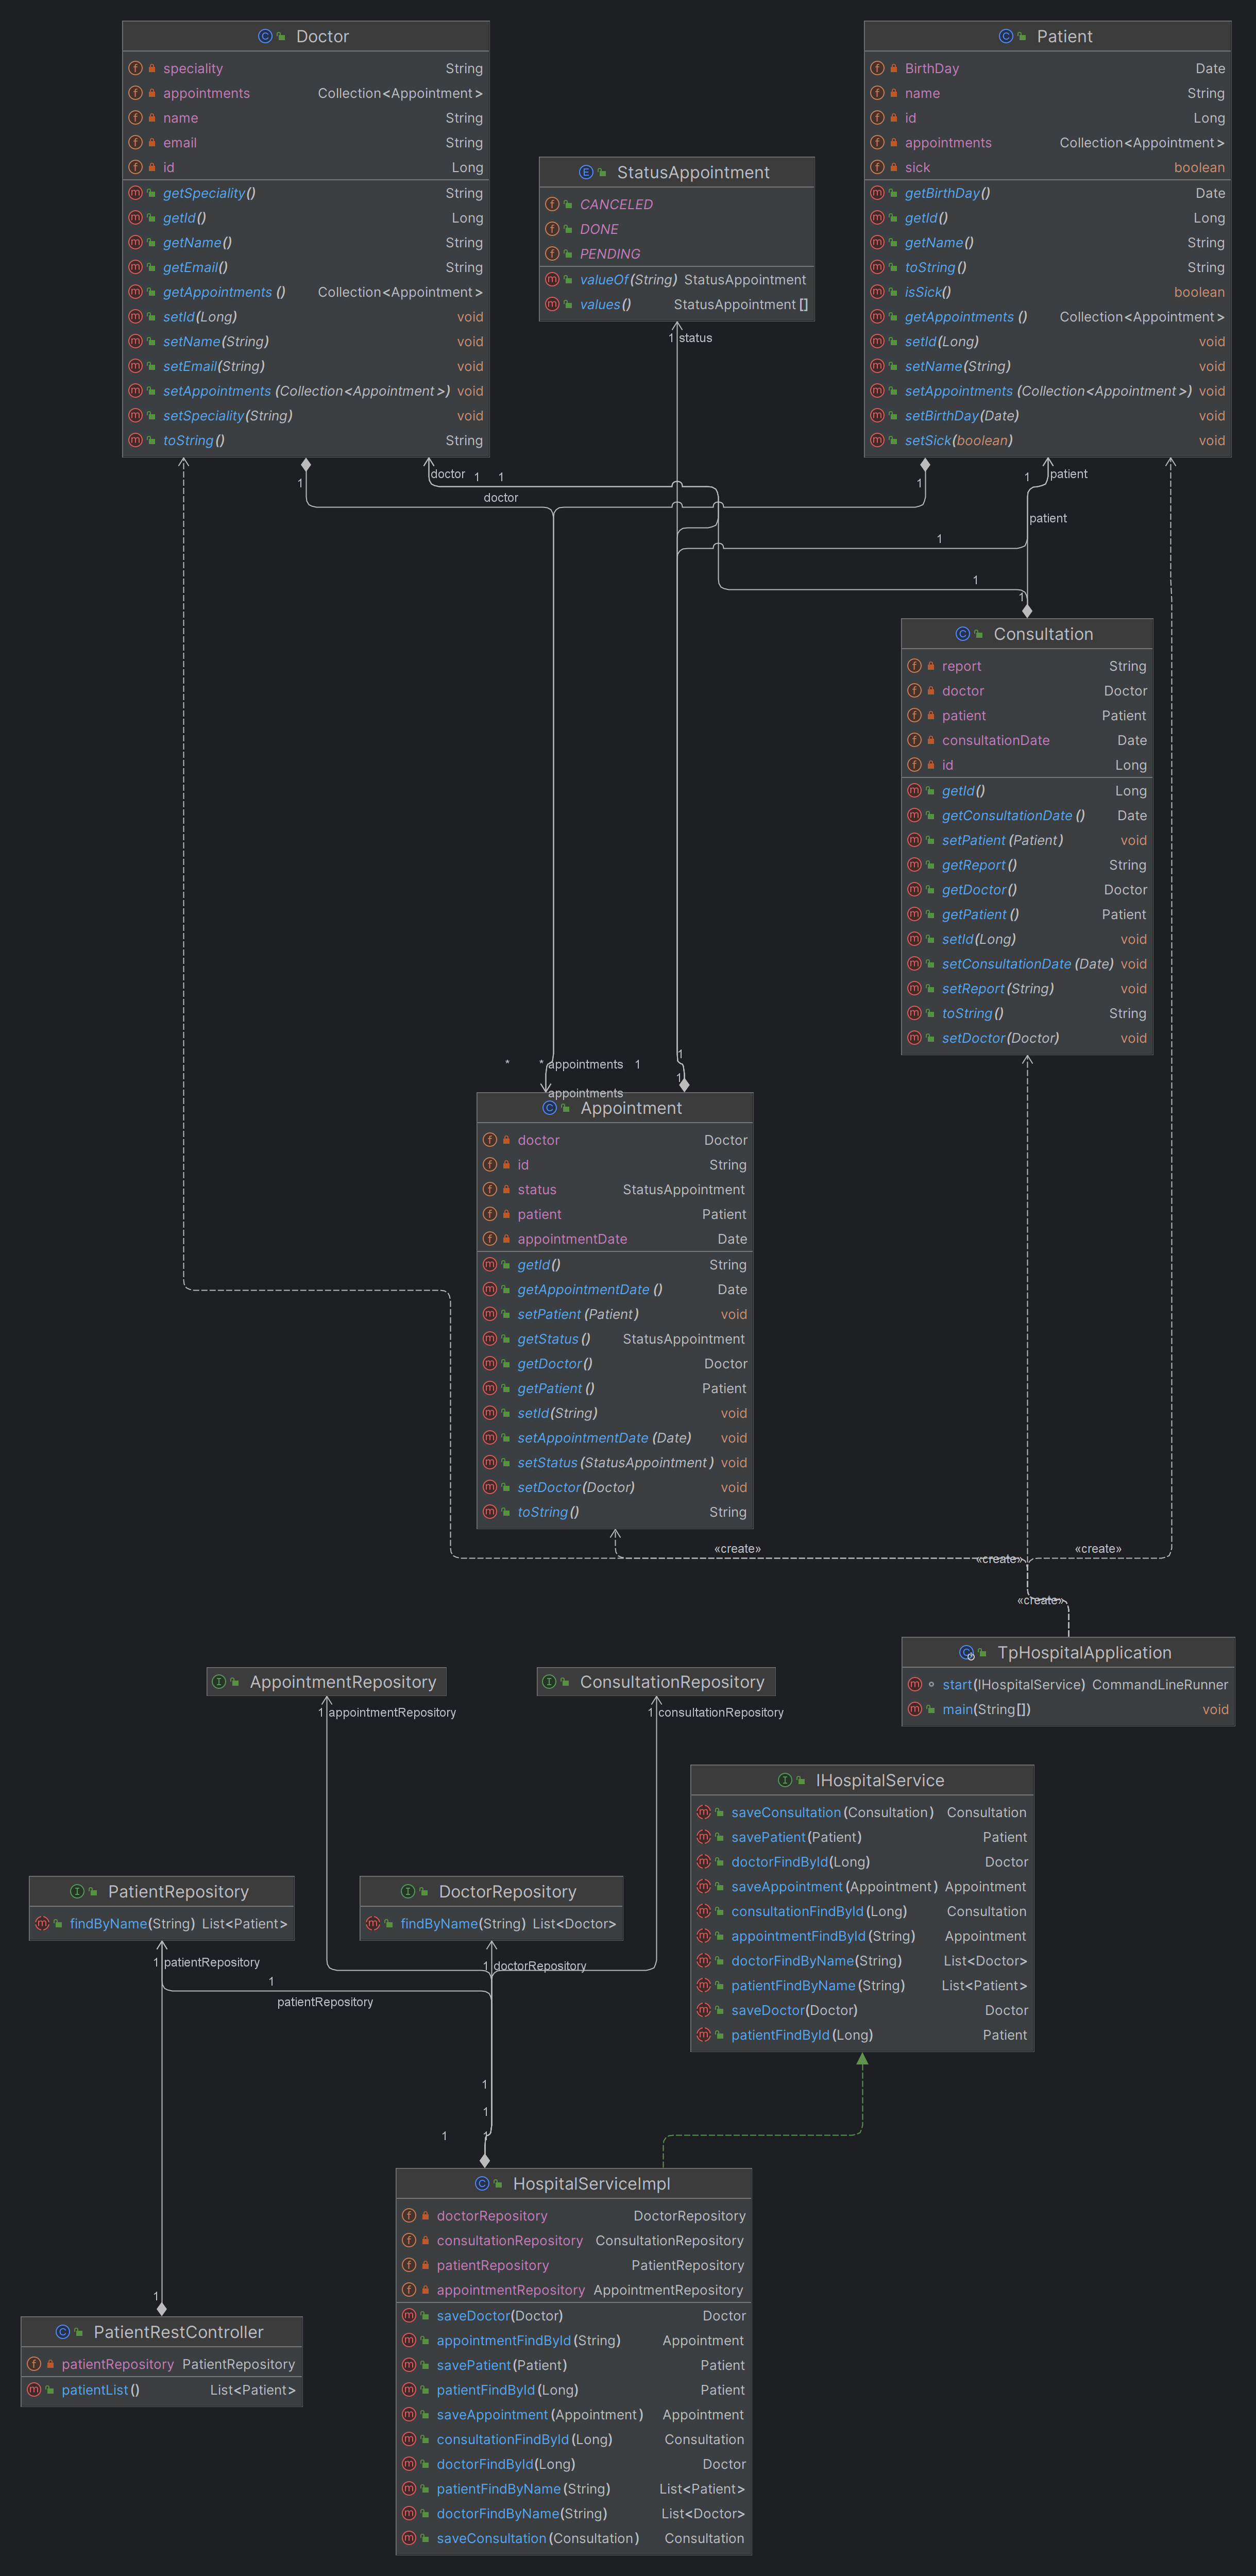 Doctor
speciality String
appointments Collection<Appointment>
name String
email String
id Long
getSpeciality() String
getId() Long
getName() String
getEmail() String
getAppointments() Collection<Appointment>
setId(Long) void
setName(String) void
setEmail(String) void
setAppointments(Collection<Appointment>) void
setSpeciality(String) void
toString() String
Patient
BirthDay Date
name String
id Long
appointments Collection<Appointment>
sick boolean
getBirthDay() Date
getId() Long
getName() String
toString() String
isSick() boolean
getAppointments() Collection<Appointment>
setId(Long) void
setName(String) void
setAppointments(Collection<Appointment>) void
setBirthDay(Date) void
setSick(boolean) void
StatusAppointment
CANCELED
DONE
PENDING
valueOf(String) StatusAppointment
values() StatusAppointment[]
1 status
1
doctor
1 1
doctor
1
1
patient
patient
1
1
1
Consultation
report String
doctor Doctor
patient Patient
consultationDate Date
id Long
getId() Long
getConsultationDate() Date
setPatient(Patient) void
getReport() String
getDoctor() Doctor
getPatient() Patient
setId(Long) void
setConsultationDate(Date) void
setReport(String) void
toString() String
setDoctor(Doctor) void
* * appointments 1
1
1
appointments
Appointment
doctor Doctor
id String
status StatusAppointment
patient Patient
appointmentDate Date
getId() String
getAppointmentDate() Date
setPatient(Patient) void
getStatus() StatusAppointment
getDoctor() Doctor
getPatient() Patient
setId(String) void
setAppointmentDate(Date) void
setStatus(StatusAppointment) void
setDoctor(Doctor) void
toString() String
«create»
«create»
«create»
«create»
TpHospitalApplication
start(IHospitalService) CommandLineRunner
main(String[]) void
AppointmentRepository
1 appointmentRepository
ConsultationRepository
1 consultationRepository
IHospitalService
saveConsultation(Consultation) Consultation
savePatient(Patient) Patient
doctorFindById(Long) Doctor
saveAppointment(Appointment) Appointment
consultationFindById(Long) Consultation
appointmentFindById(String) Appointment
doctorFindByName(String) List<Doctor>
patientFindByName(String) List<Patient>
saveDoctor(Doctor) Doctor
patientFindById(Long) Patient
PatientRepository
findByName(String) List<Patient>
DoctorRepository
findByName(String) List<Doctor>
1 patientRepository
1 doctorRepository
1
patientRepository
1
1
1
1
HospitalServiceImpl
doctorRepository DoctorRepository
consultationRepository ConsultationRepository
patientRepository PatientRepository
appointmentRepository AppointmentRepository
saveDoctor(Doctor) Doctor
appointmentFindById(String) Appointment
savePatient(Patient) Patient
patientFindById(Long) Patient
saveAppointment(Appointment) Appointment
consultationFindById(Long) Consultation
doctorFindById(Long) Doctor
patientFindByName(String) List<Patient>
doctorFindByName(String) List<Doctor>
saveConsultation(Consultation) Consultation
1
PatientRestController
patientRepository PatientRepository
patientList() List<Patient>